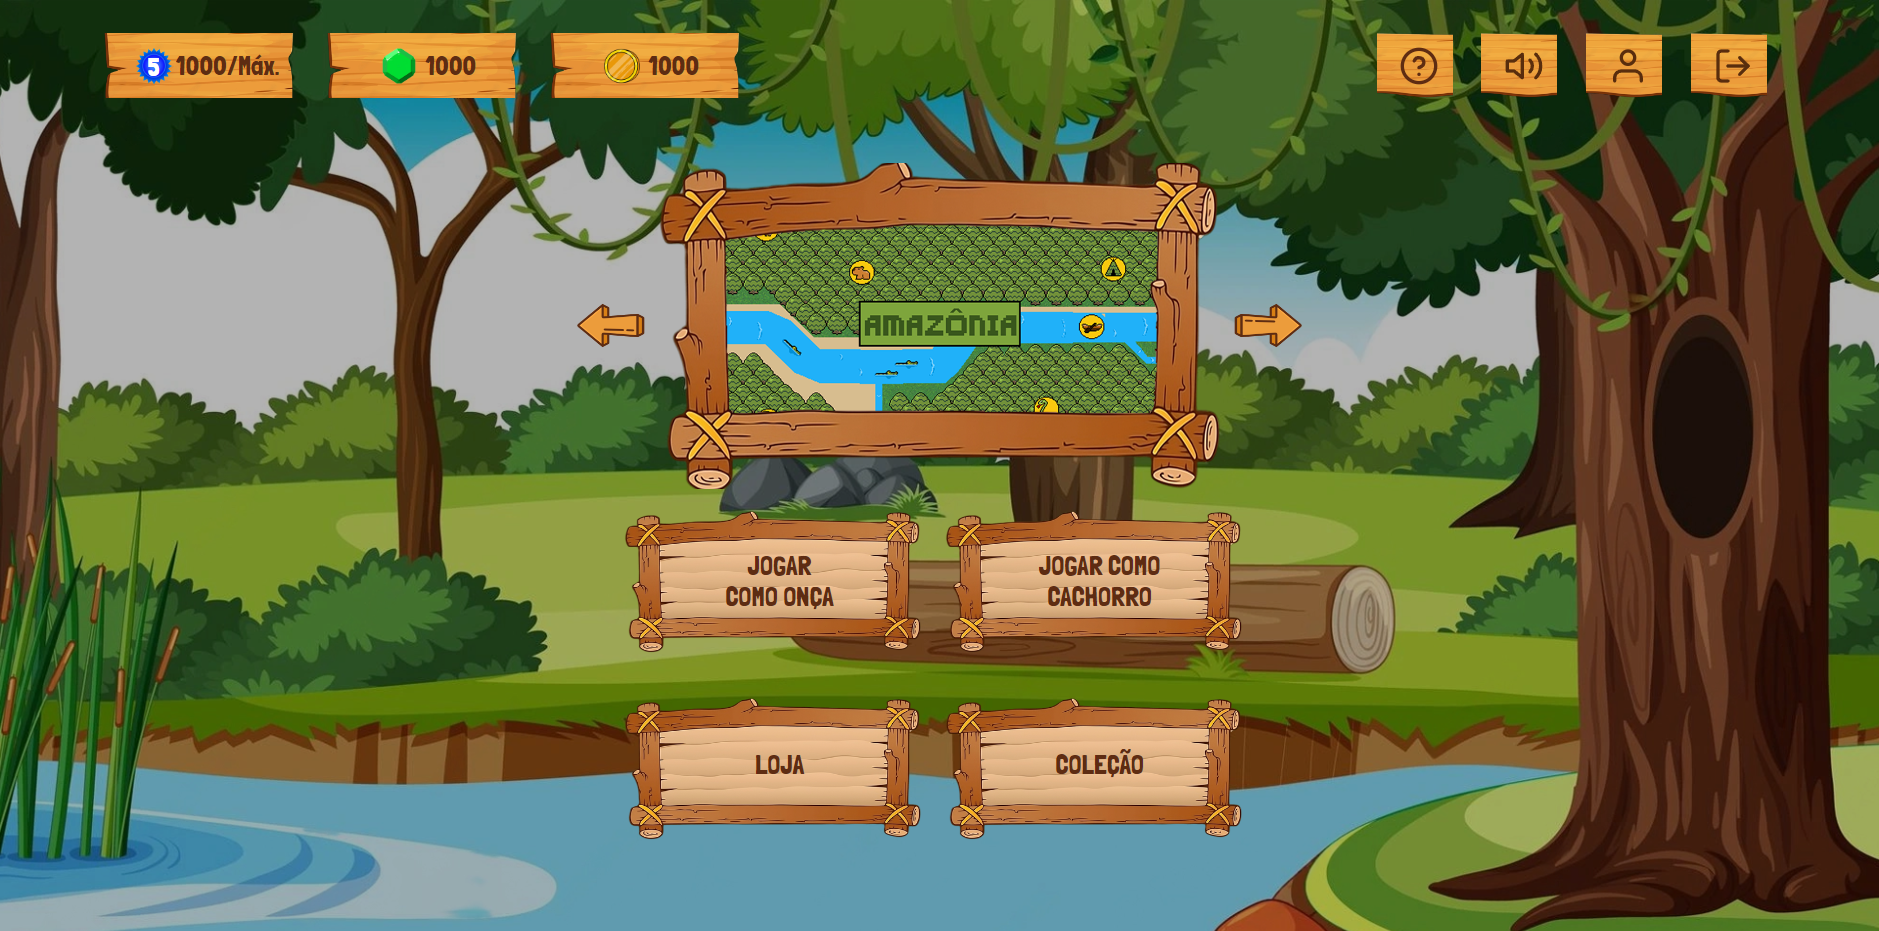 5 1000/Máx.
1000
1000
?
AMAZÔNIA
JOGAR
COMO ONÇA
JOGAR COMO
CACHORRO
LOJA
COLEÇÃO